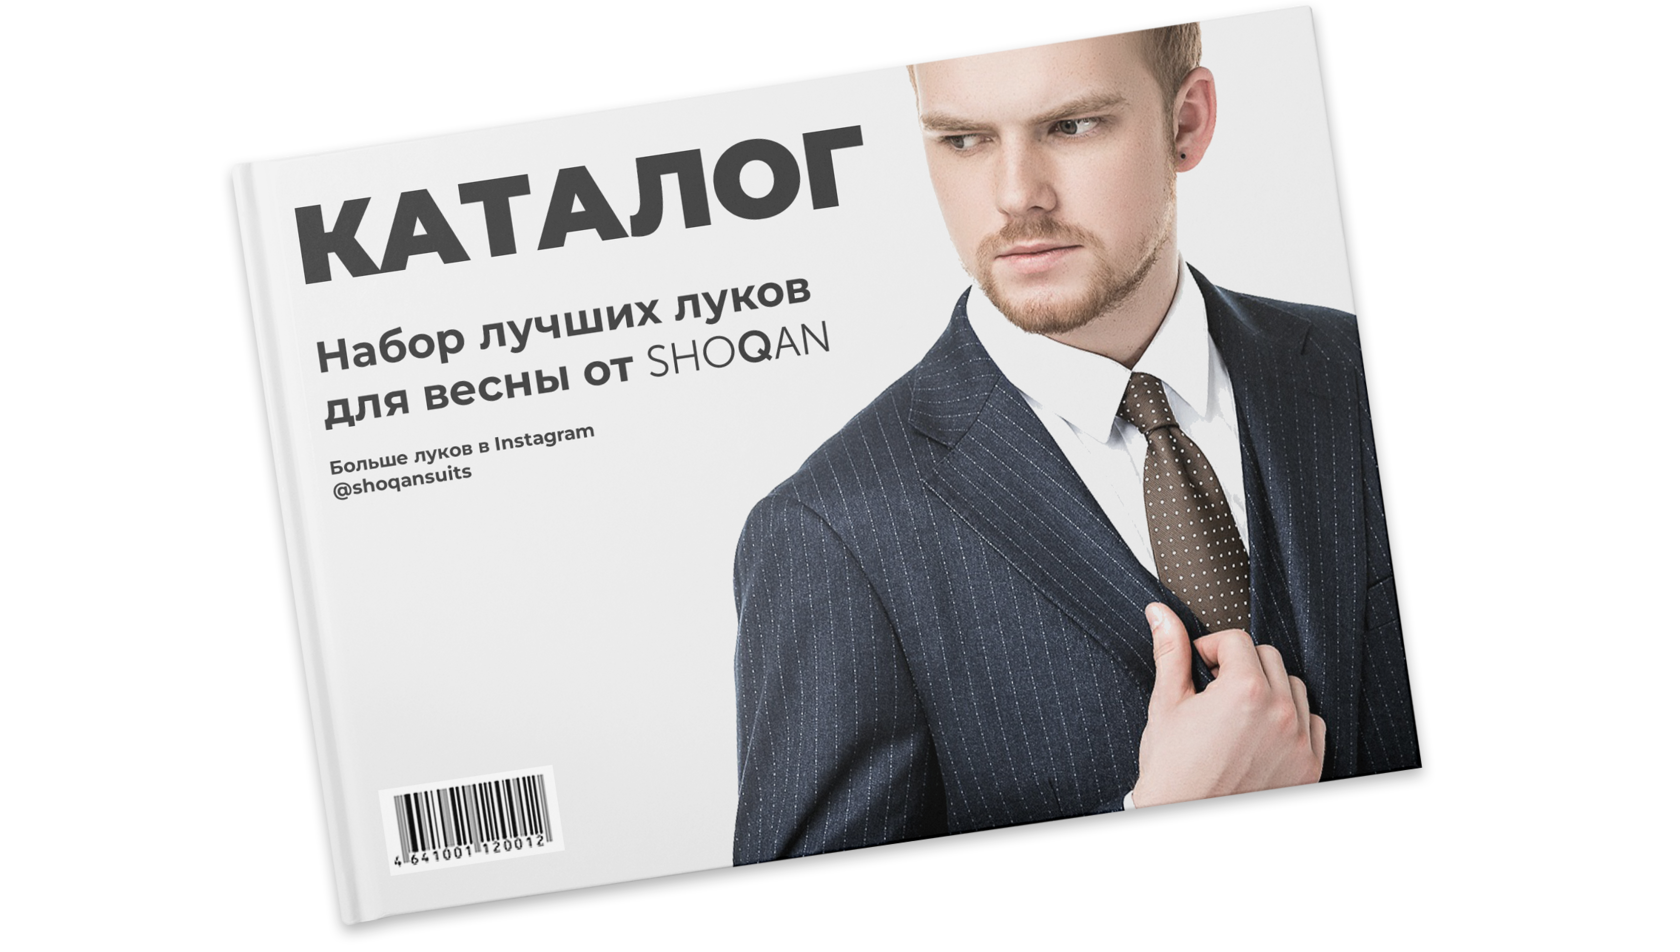 КАТАЛОГ
Набор лучших луков
для весны от SHOQAN
Больше луков в Instagram
@shoqansuits
4 641001 120012